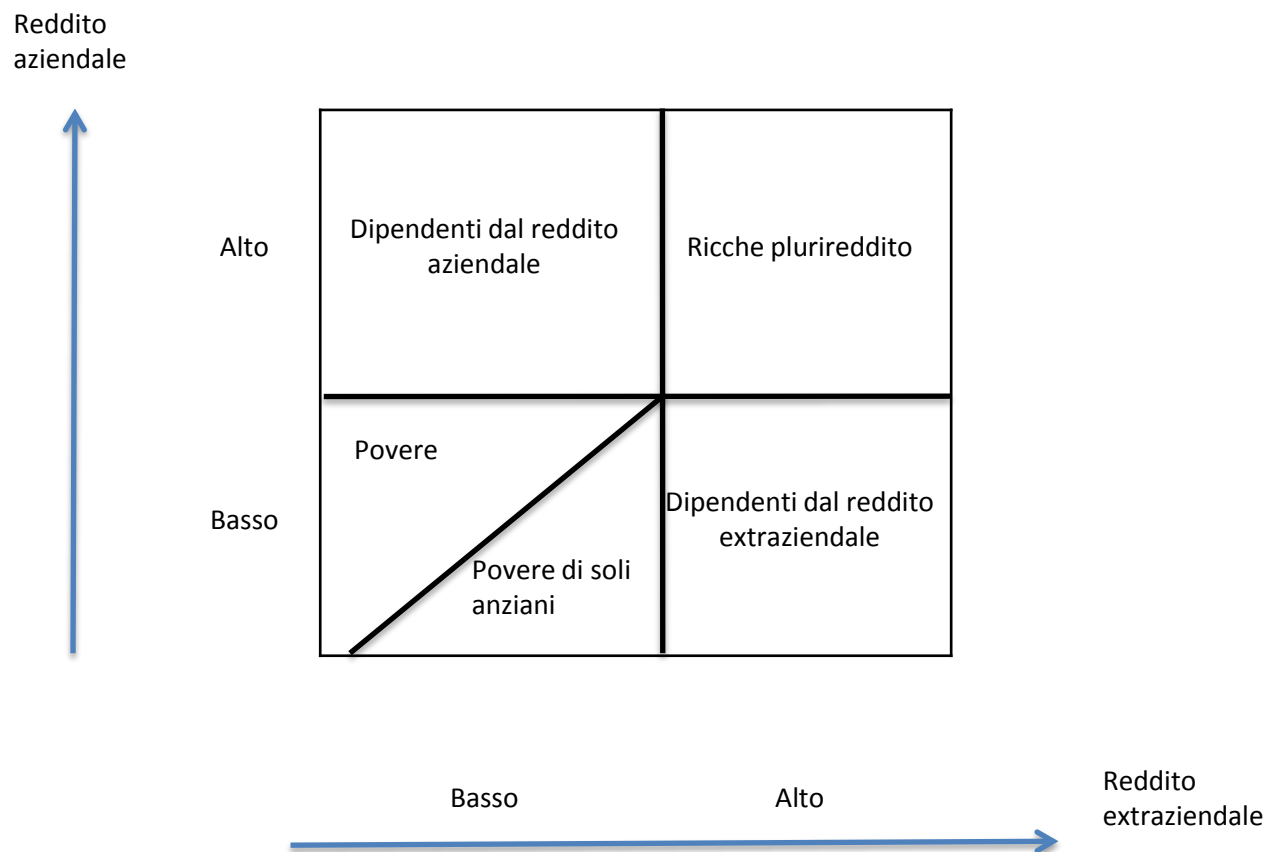 Reddito
aziendale
Alto
Dipendenti dal reddito
aziendale
Ricche plurireddito
Povere
Basso
Povere di soli
anziani
Dipendenti dal reddito
extraziendale
Basso
Alto
Reddito
extraziendale